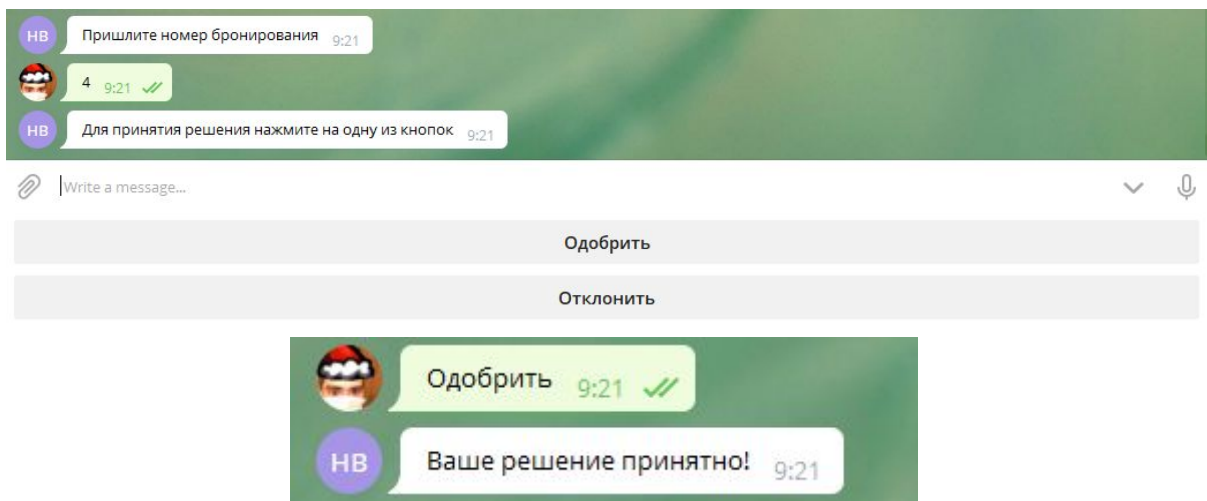 НВ Пришлите номер бронирования 9:21
4 9:21
НВ Для принятия решения нажмите на одну из кнопок 9:21
Write a message...
Одобрить
Отклонить
Одобрить 9:21
НВ Ваше решение принятно! 9:21